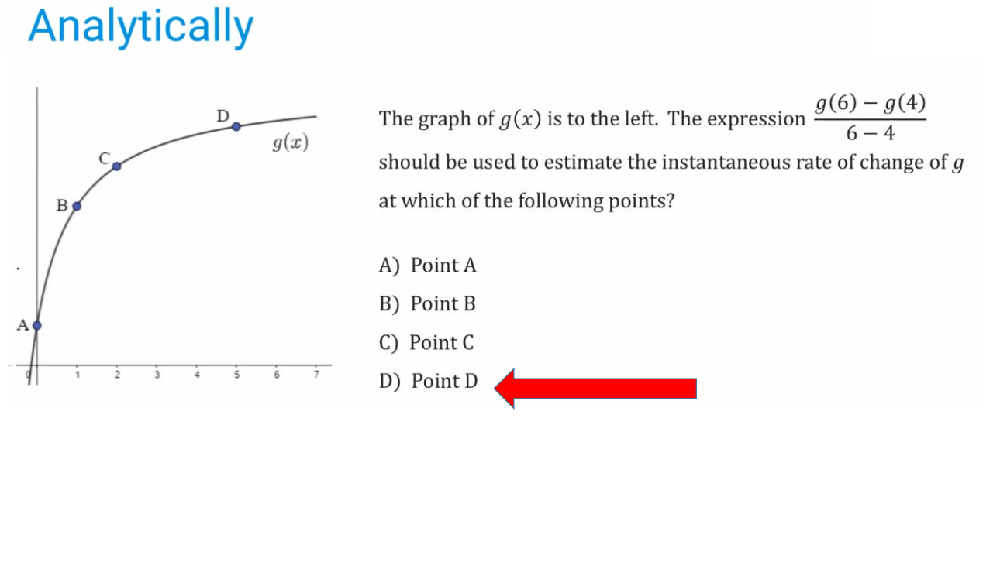 Analytically
D
g(x)
C
B
A
0 1 2 3 4 5 6 7
The graph of g(x) is to the left. The expression g(6) − g(4) / 6 − 4
should be used to estimate the instantaneous rate of change of g
at which of the following points?
A) Point A
B) Point B
C) Point C
D) Point D